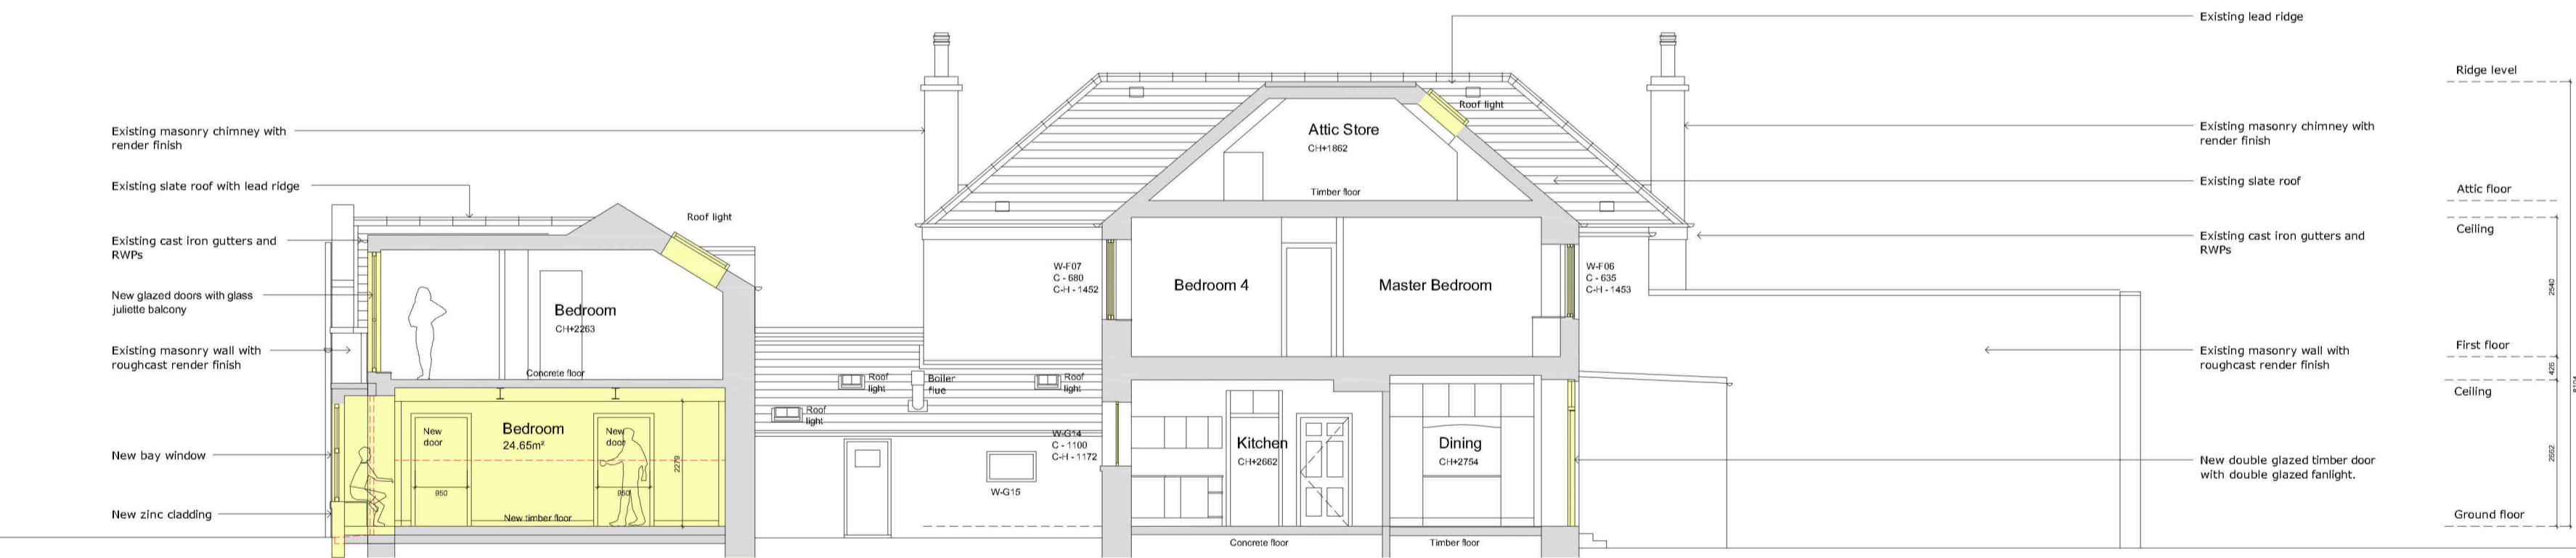 Existing lead ridge
Ridge level
Roof light
Existing masonry chimney with
render finish
Attic Store
CH+1862
Existing masonry chimney with
render finish
Existing slate roof with lead ridge
Timber floor
Existing slate roof
Attic floor
Roof light
Existing cast iron gutters and
RWPs
Existing cast iron gutters and
RWPs
Ceiling
W-F07
C - 680
C-H - 1452
Bedroom 4
Master Bedroom
W-F06
C - 635
C-H - 1453
2540
New glazed doors with glass
juliette balcony
Bedroom
CH+2263
Existing masonry wall with
roughcast render finish
Concrete floor
Existing masonry wall with
roughcast render finish
First floor
426
Roof
light
Boiler
flue
Roof
light
Roof
light
Ceiling
New
door
Bedroom
24.65m²
New
door
W-G14
C - 1100
C-H - 1172
Kitchen
CH+2662
Dining
CH+2754
New bay window
2279
950
950
W-G15
New double glazed timber door
with double glazed fanlight.
2662
New zinc cladding
New timber floor
Ground floor
Concrete floor
Timber floor